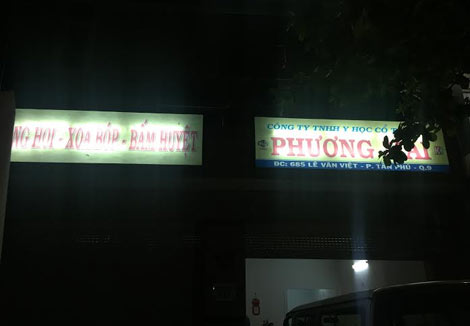 NG HƠI - XOA BÓP - BẤM HUYỆT
CÔNG TY TNHH Y HỌC CỔ
PHƯƠNG
ĐC: 685 LÊ VĂN VIỆT - P. TÂN PHÚ - Q.9